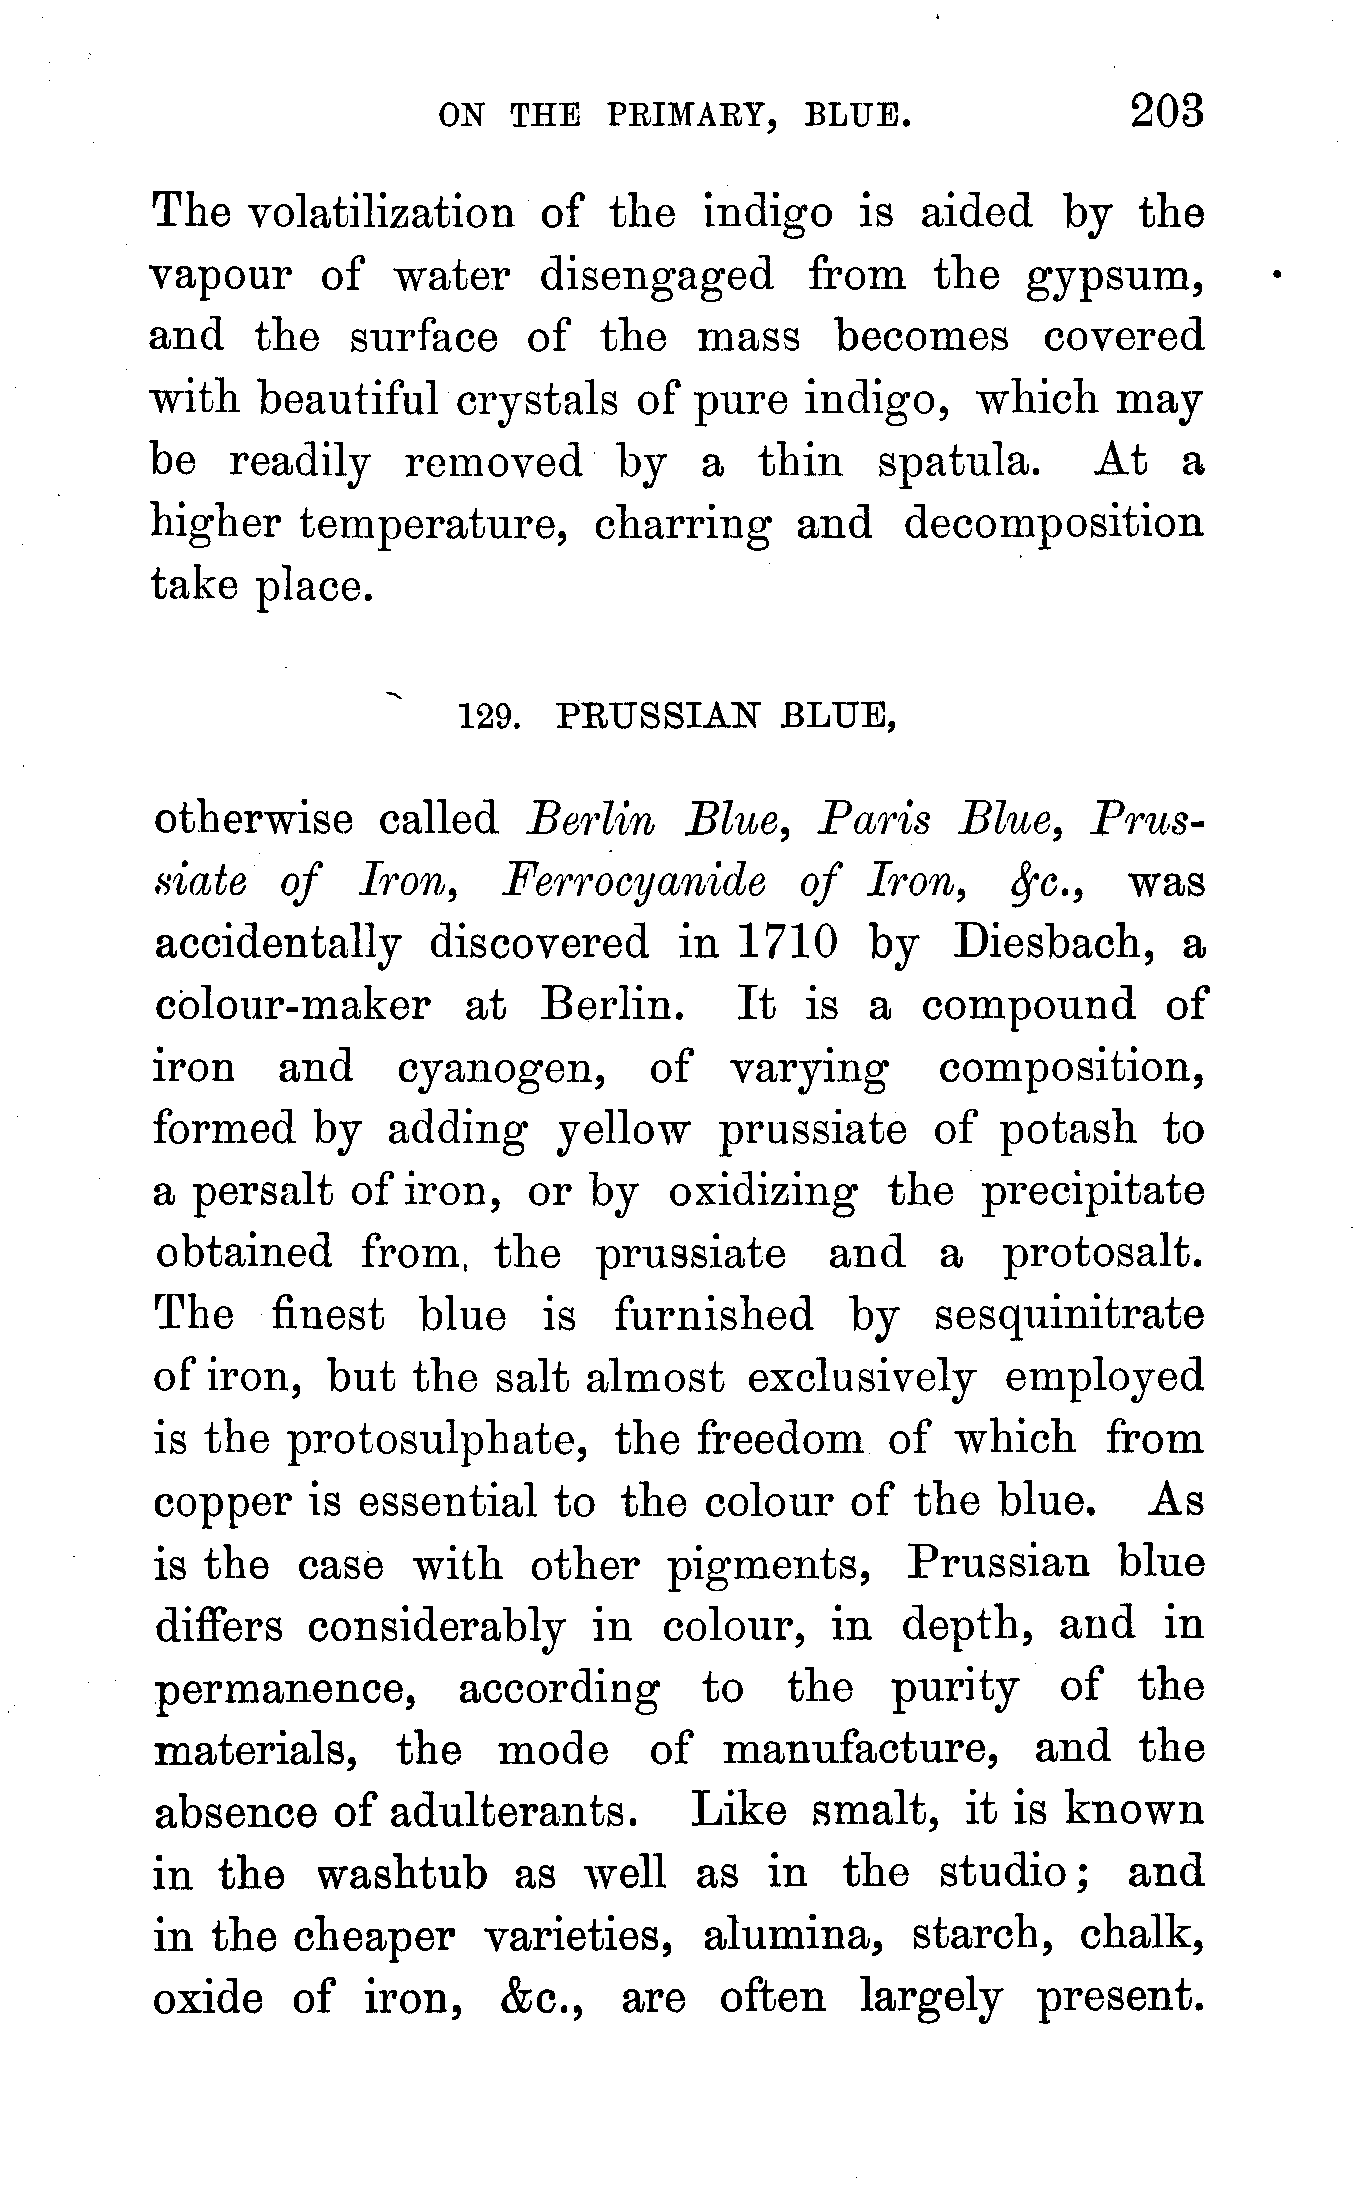 ON THE PRIMARY, BLUE. 203
The volatilization of the indigo is aided by the
vapour of water disengaged from the gypsum,
and the surface of the mass becomes covered
with beautiful crystals of pure indigo, which may
be readily removed by a thin spatula. At a
higher temperature, charring and decomposition
take place.
129. PRUSSIAN BLUE,
otherwise called Berlin Blue, Paris Blue, Prus-
siate of Iron, Ferrocyanide of Iron, &c., was
accidentally discovered in 1710 by Diesbach, a
colour-maker at Berlin. It is a compound of
iron and cyanogen, of varying composition,
formed by adding yellow prussiate of potash to
a persalt of iron, or by oxidizing the precipitate
obtained from, the prussiate and a protosalt.
The finest blue is furnished by sesquinitrate
of iron, but the salt almost exclusively employed
is the protosulphate, the freedom of which from
copper is essential to the colour of the blue. As
is the case with other pigments, Prussian blue
differs considerably in colour, in depth, and in
permanence, according to the purity of the
materials, the mode of manufacture, and the
absence of adulterants. Like smalt, it is known
in the washtub as well as in the studio; and
in the cheaper varieties, alumina, starch, chalk,
oxide of iron, &c., are often largely present.